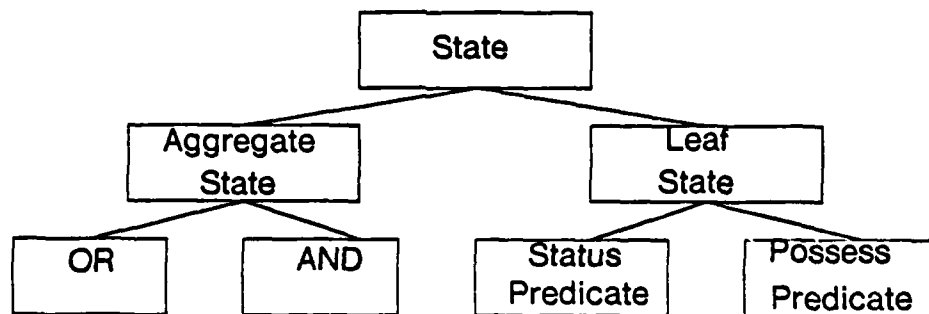 State
Aggregate
State
Leaf
State
OR
AND
Status
Predicate
Possess
Predicate